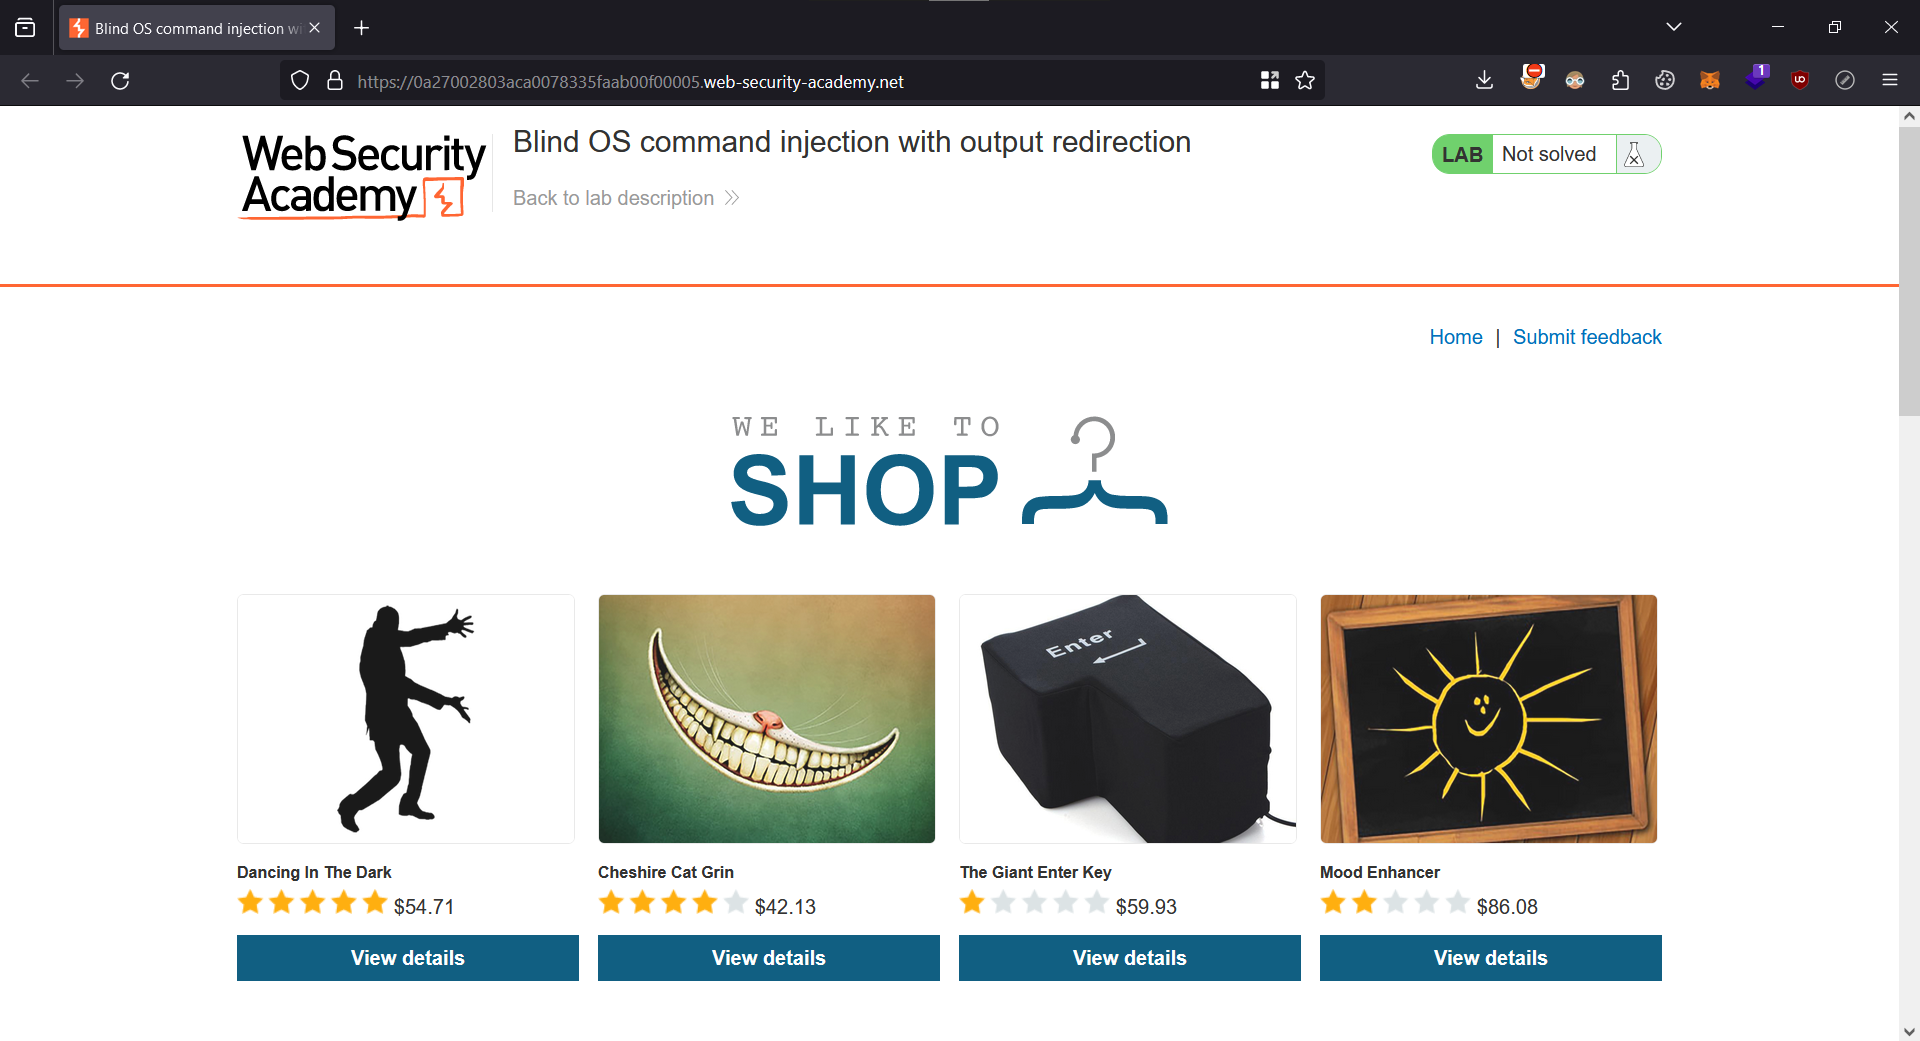 Blind OS command injection wi
https://0a27002803aca0078335faab00f00005.web-security-academy.net
1
Web Security
Academy
Blind OS command injection with output redirection
Back to lab description
LAB Not solved
Home | Submit feedback
WE LIKE TO
SHOP
Enter
Dancing In The Dark
$54.71
View details
Cheshire Cat Grin
$42.13
View details
The Giant Enter Key
$59.93
View details
Mood Enhancer
$86.08
View details